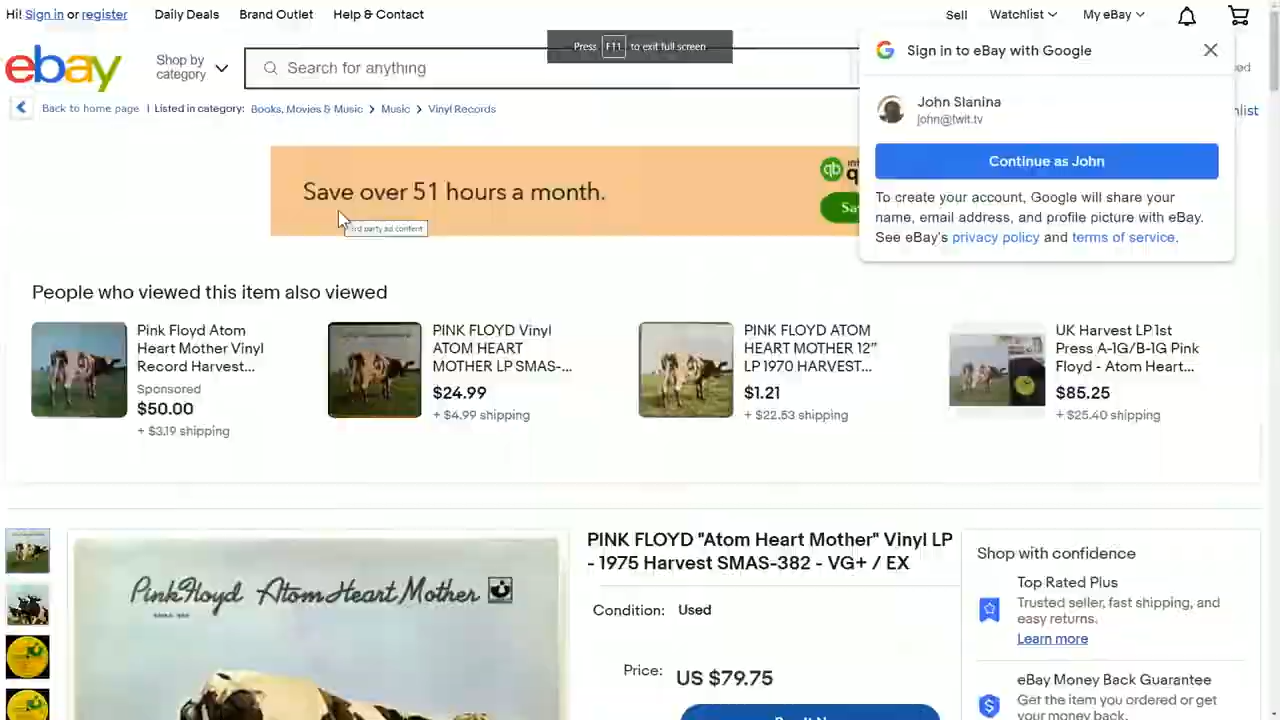 Hi! Sign in or register
Daily Deals
Brand Outlet
Help & Contact
Sell
Watchlist
My eBay
Press F11 to exit full screen
ebay
Shop by
category
Search for anything
Sign in to eBay with Google
John Slanina
john@twit.tv
Continue as John
To create your account, Google will share your
name, email address, and profile picture with eBay.
See eBay's privacy policy and terms of service.
Back to home page | Listed in category: Books, Movies & Music > Music > Vinyl Records
Save over 51 hours a month.
qb
People who viewed this item also viewed
Pink Floyd Atom
Heart Mother Vinyl
Record Harvest...
Sponsored
$50.00
+ $3.19 shipping
PINK FLOYD Vinyl
ATOM HEART
MOTHER LP SMAS-...
$24.99
+ $4.99 shipping
PINK FLOYD ATOM
HEART MOTHER 12"
LP 1970 HARVEST...
$1.21
+ $22.53 shipping
UK Harvest LP 1st
Press A-1G/B-1G Pink
Floyd - Atom Heart...
$85.25
+ $25.40 shipping
Pink Floyd Atom Heart Mother
PINK FLOYD "Atom Heart Mother" Vinyl LP
- 1975 Harvest SMAS-382 - VG+ / EX
Condition: Used
Price: US $79.75
Shop with confidence
Top Rated Plus
Trusted seller, fast shipping, and
easy returns.
Learn more
eBay Money Back Guarantee
Get the item you ordered or get
your money back.